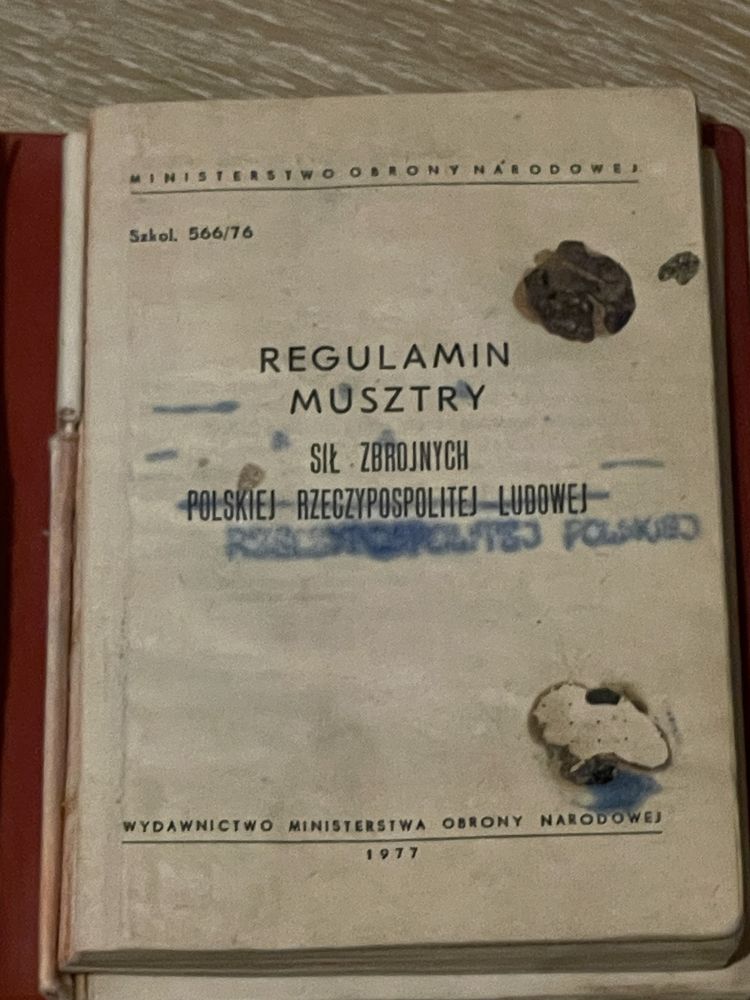 MINISTERSTWO OBRONY NARODOWEJ
Szkol. 566/76
REGULAMIN
MUSZTRY
SIŁ ZBROJNYCH
POLSKIEJ RZECZYPOSPOLITEJ LUDOWEJ
RZECZYPOSPOLITEJ POLSKIEJ
WYDAWNICTWO MINISTERSTWA OBRONY NARODOWEJ
1977